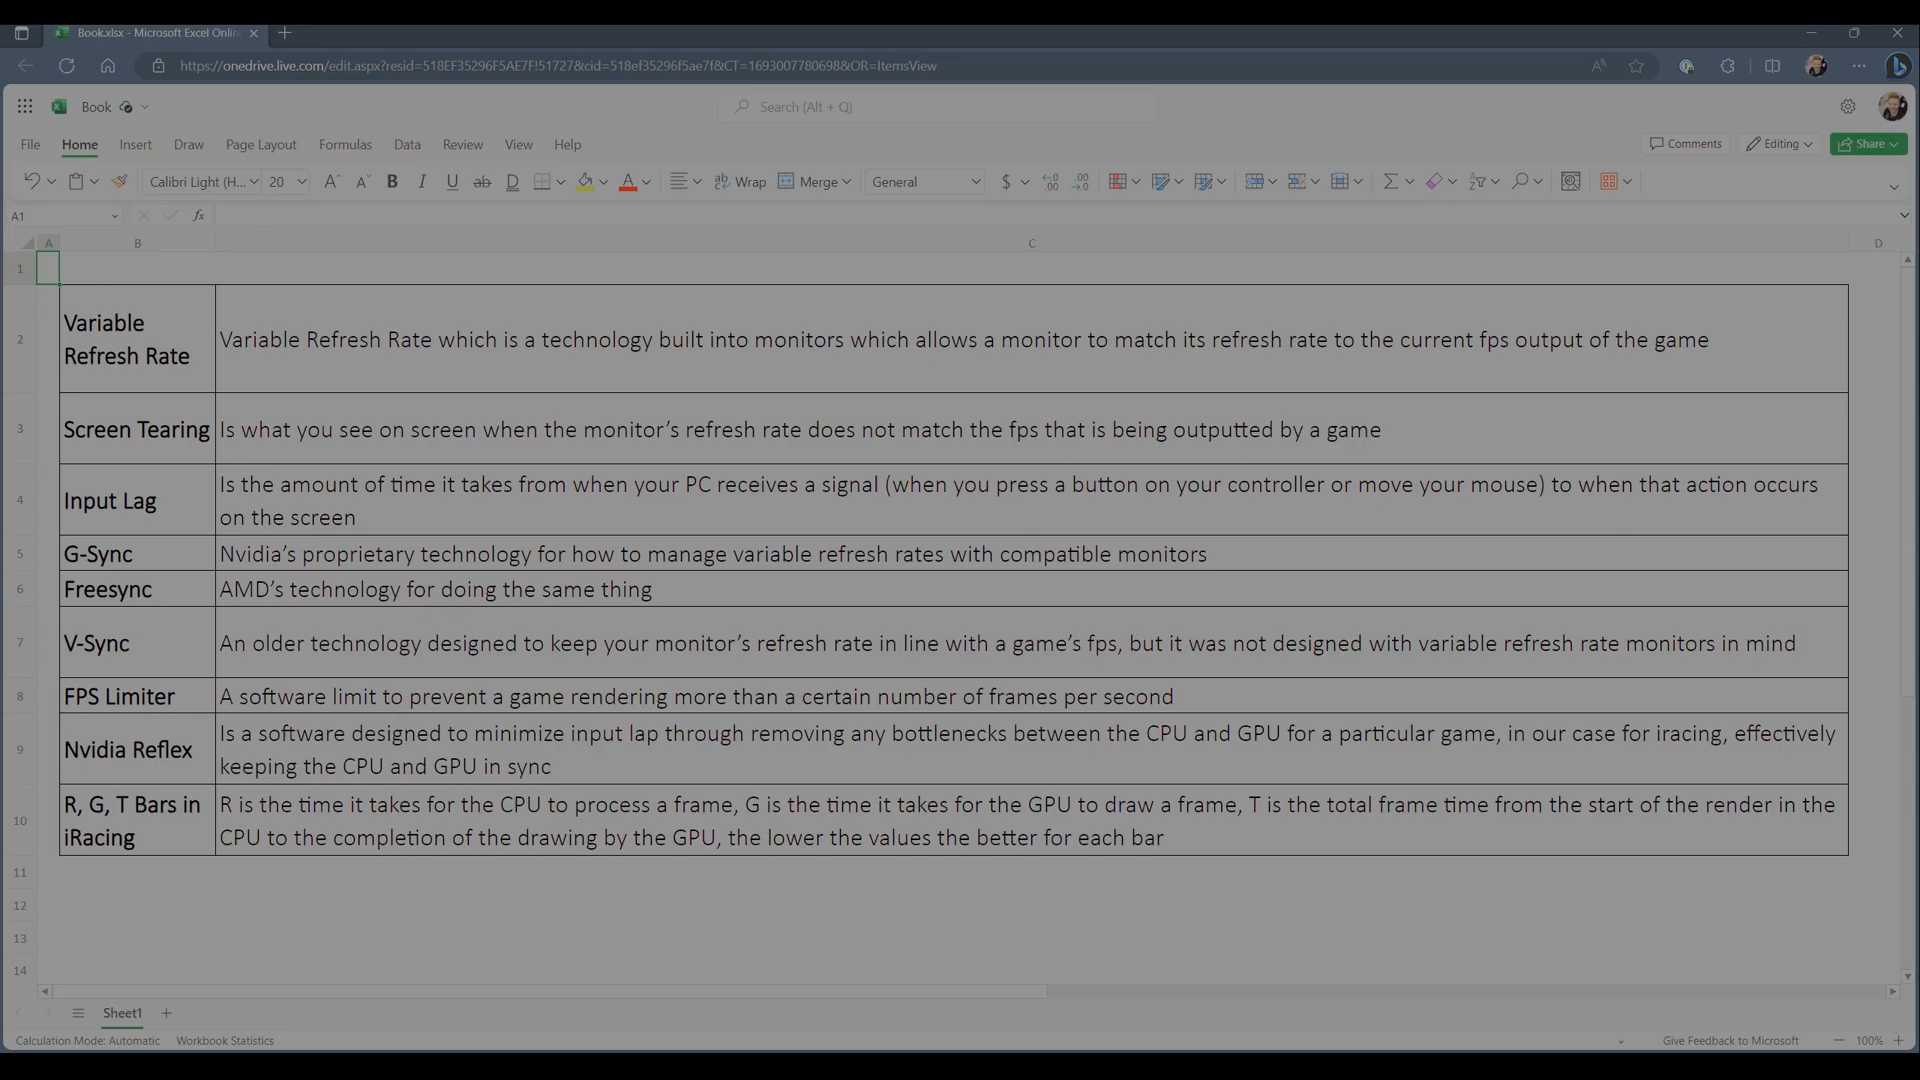 Book.xlsx - Microsoft Excel Onlin
https://onedrive.live.com/edit.aspx?resid=518EF35296F5AE7F!51727&cid=518ef35296f5ae7f&CT=1693007780698&OR=ItemsView
Book
Search (Alt + Q)
File Home Insert Draw Page Layout Formulas Data Review View Help
Comments Editing Share
Calibri Light (H... 20 B I U ab D A Wrap Merge General $ .00
A1 fx
A B C D
1
2 Variable Refresh Rate which is a technology built into monitors which allows a monitor to match its refresh rate to the current fps output of the game
Variable
Refresh Rate
3 Screen Tearing Is what you see on screen when the monitor’s refresh rate does not match the fps that is being outputted by a game
4 Input Lag Is the amount of time it takes from when your PC receives a signal (when you press a button on your controller or move your mouse) to when that action occurs
on the screen
5 G-Sync Nvidia’s proprietary technology for how to manage variable refresh rates with compatible monitors
6 Freesync AMD’s technology for doing the same thing
7 V-Sync An older technology designed to keep your monitor’s refresh rate in line with a game’s fps, but it was not designed with variable refresh rate monitors in mind
8 FPS Limiter A software limit to prevent a game rendering more than a certain number of frames per second
9 Nvidia Reflex Is a software designed to minimize input lap through removing any bottlenecks between the CPU and GPU for a particular game, in our case for iracing, effectively
keeping the CPU and GPU in sync
10 R, G, T Bars in R is the time it takes for the CPU to process a frame, G is the time it takes for the GPU to draw a frame, T is the total frame time from the start of the render in the
iRacing CPU to the completion of the drawing by the GPU, the lower the values the better for each bar
11
12
13
14
Sheet1
Calculation Mode: Automatic Workbook Statistics
Give Feedback to Microsoft 100%